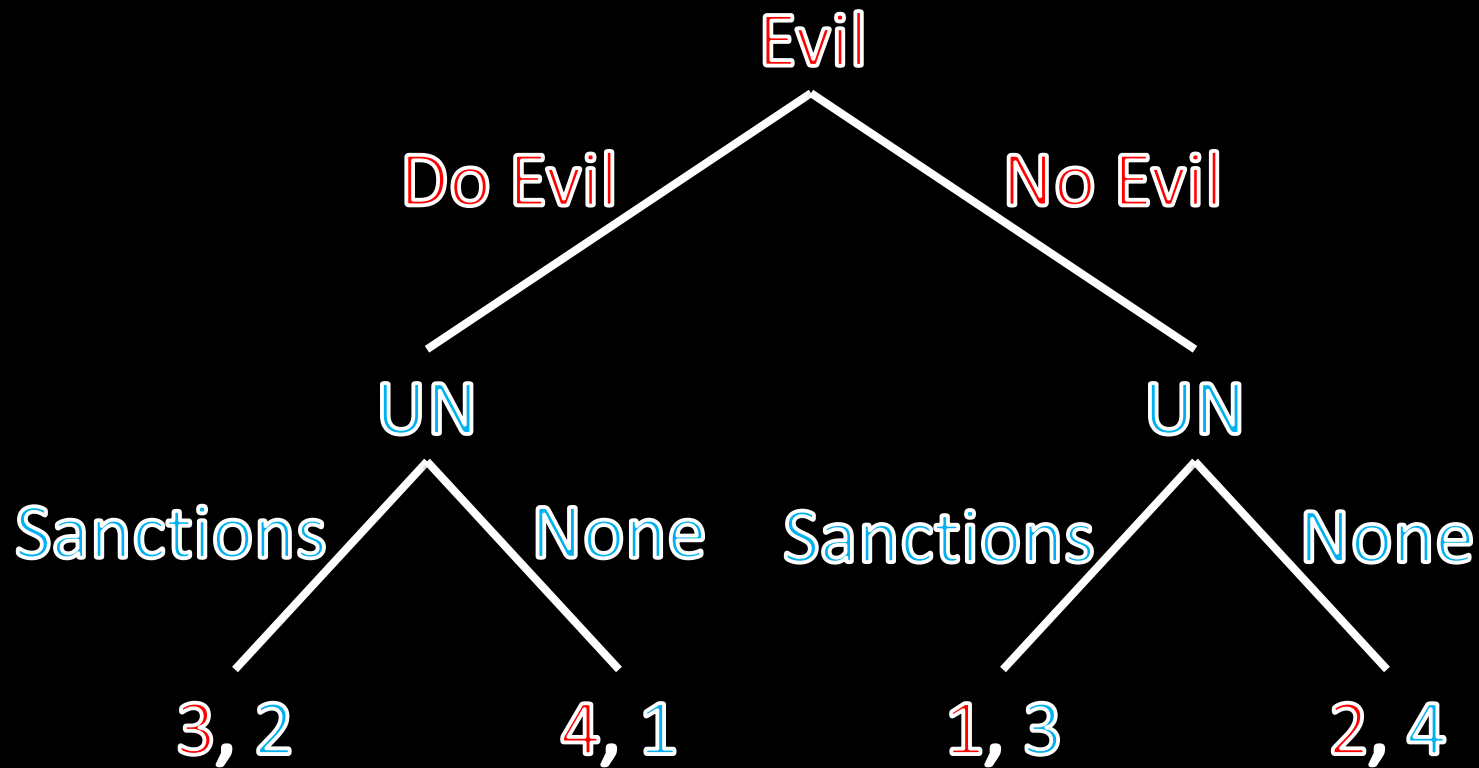 Evil
Do Evil
No Evil
UN
UN
Sanctions
None
Sanctions
None
3, 2
4, 1
1, 3
2, 4